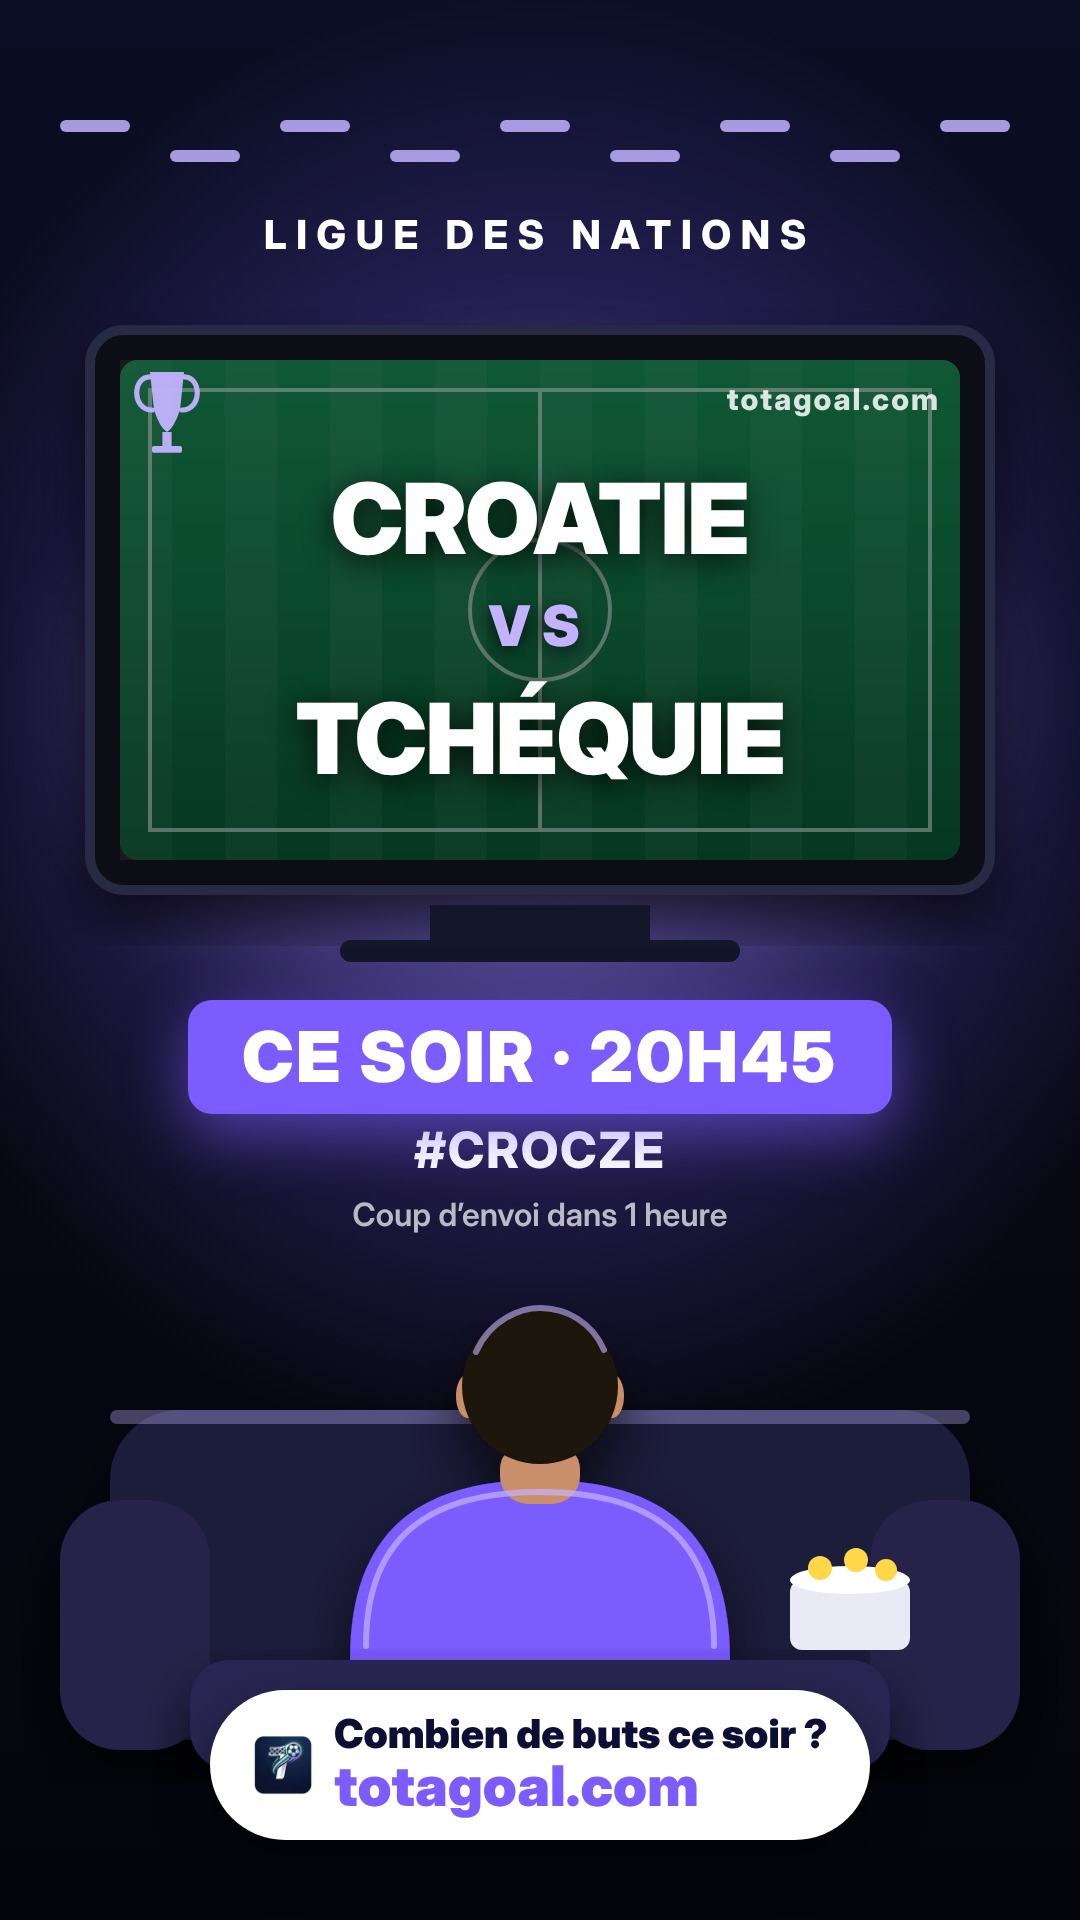 LIGUE DES NATIONS
totagoal.com
CROATIE
VS
TCHÉQUIE
CE SOIR · 20H45
#CROCZE
Coup d’envoi dans 1 heure
Combien de buts ce soir ?
totagoal.com